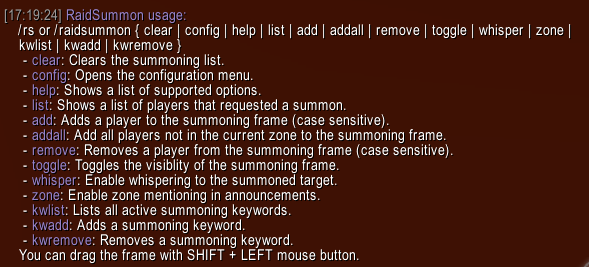 [17:19:24] RaidSummon usage:
/rs or /raidsummon { clear | config | help | list | add | addall | remove | toggle | whisper | zone |
kwlist | kwadd | kwremove }
- clear: Clears the summoning list.
- config: Opens the configuration menu.
- help: Shows a list of supported options.
- list: Shows a list of players that requested a summon.
- add: Adds a player to the summoning frame (case sensitive).
- addall: Add all players not in the current zone to the summoning frame.
- remove: Removes a player from the summoning frame (case sensitive).
- toggle: Toggles the visiblity of the summoning frame.
- whisper: Enable whispering to the summoned target.
- zone: Enable zone mentioning in announcements.
- kwlist: Lists all active summoning keywords.
- kwadd: Adds a summoning keyword.
- kwremove: Removes a summoning keyword.
You can drag the frame with SHIFT + LEFT mouse button.